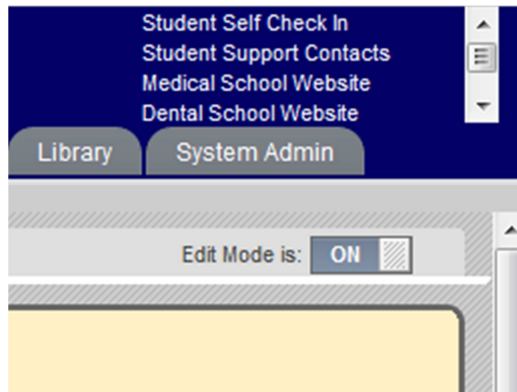 Student Self Check In
Student Support Contacts
Medical School Website
Dental School Website
Library System Admin
Edit Mode is: ON